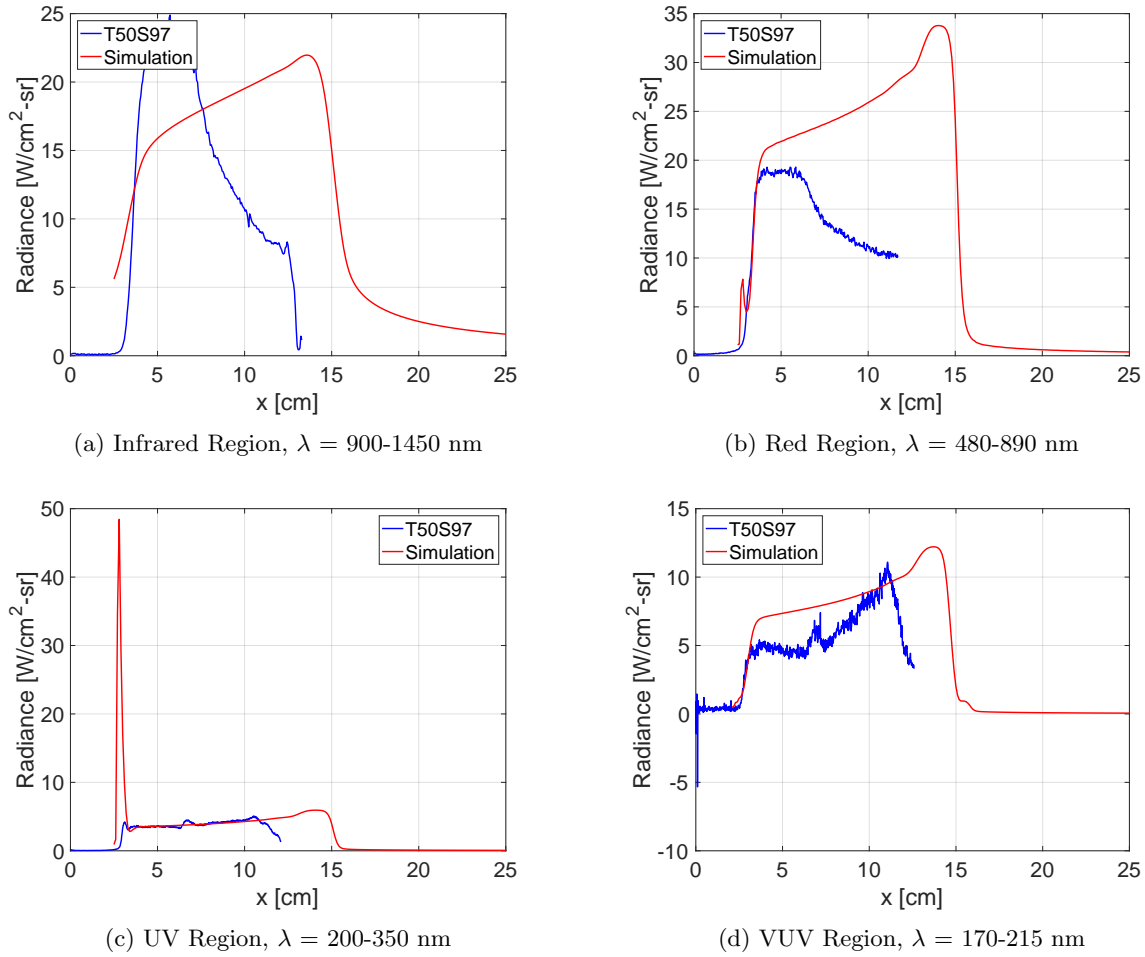 25
20
15
10
5
0
Radiance [W/cm²-sr]
T50S97
Simulation
0 5 10 15 20 25
x [cm]
(a) Infrared Region, λ = 900-1450 nm
35
30
25
20
15
10
5
0
Radiance [W/cm²-sr]
T50S97
Simulation
0 5 10 15 20 25
x [cm]
(b) Red Region, λ = 480-890 nm
50
40
30
20
10
0
Radiance [W/cm²-sr]
T50S97
Simulation
0 5 10 15 20 25
x [cm]
(c) UV Region, λ = 200-350 nm
15
10
5
0
-5
-10
Radiance [W/cm²-sr]
T50S97
Simulation
0 5 10 15 20 25
x [cm]
(d) VUV Region, λ = 170-215 nm